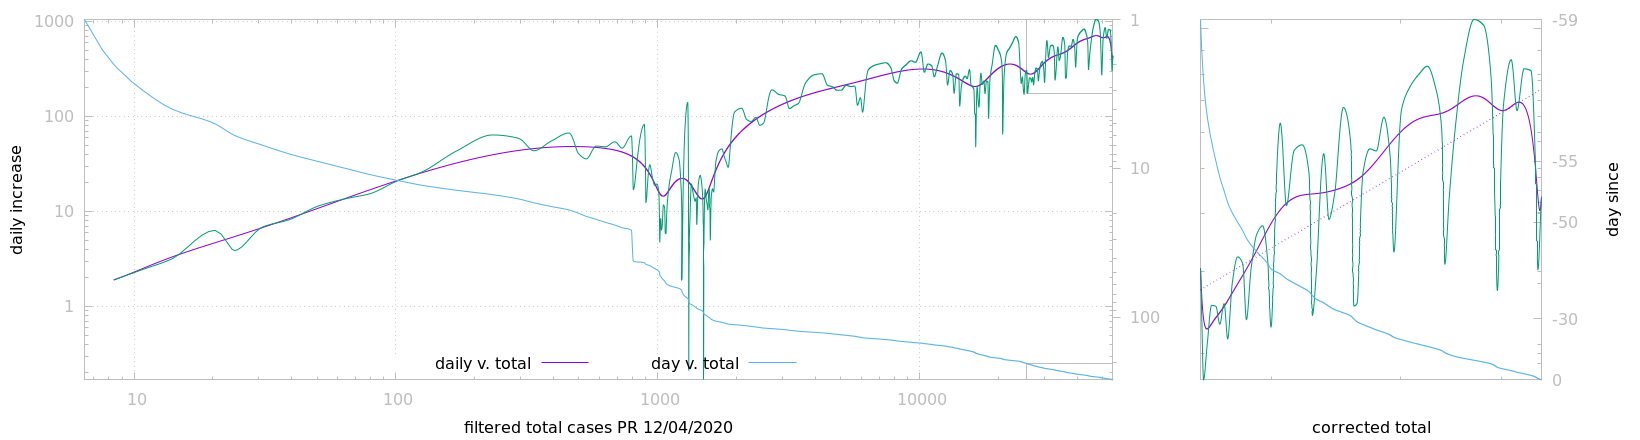 1000
100
10
1
daily increase
10
100
1000
10000
filtered total cases PR 12/04/2020
1
10
100
daily v. total
day v. total
-59
-55
-50
-30
0
day since
corrected total